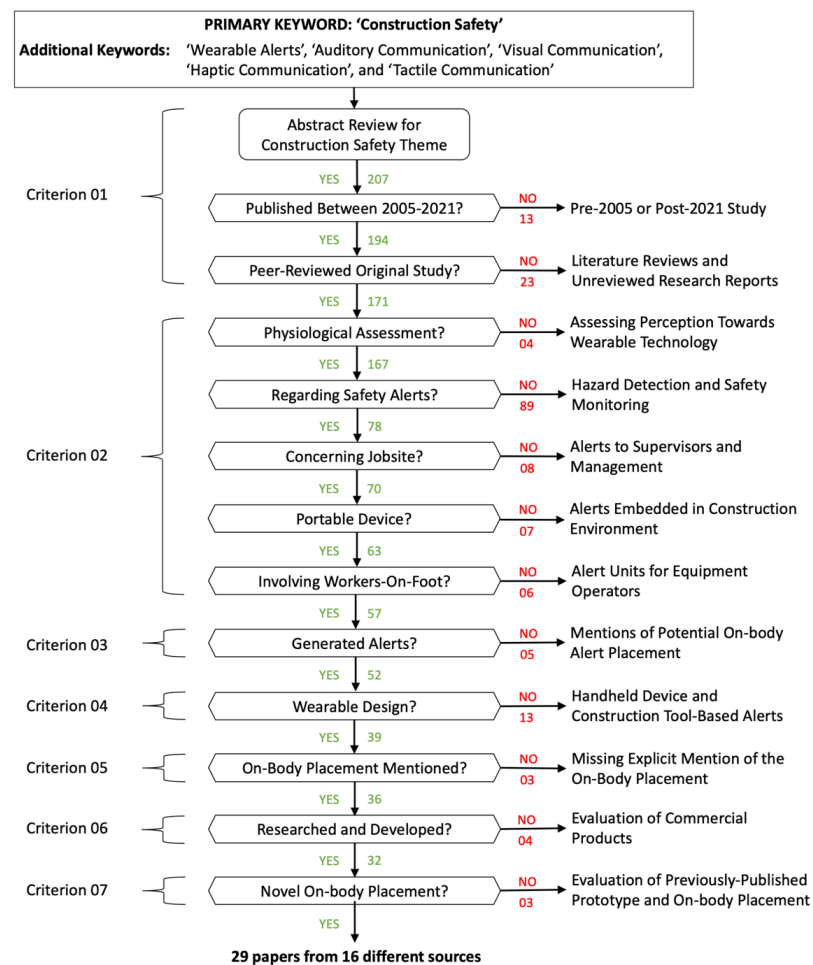 PRIMARY KEYWORD: ‘Construction Safety’
Additional Keywords: ‘Wearable Alerts’, ‘Auditory Communication’, ‘Visual Communication’,
‘Haptic Communication’, and ‘Tactile Communication’
Abstract Review for
Construction Safety Theme
YES 207
Criterion 01
Published Between 2005-2021?
NO
13
Pre-2005 or Post-2021 Study
YES 194
Peer-Reviewed Original Study?
NO
23
Literature Reviews and
Unreviewed Research Reports
YES 171
Physiological Assessment?
NO
04
Assessing Perception Towards
Wearable Technology
YES 167
Regarding Safety Alerts?
NO
89
Hazard Detection and Safety
Monitoring
YES 78
Criterion 02
Concerning Jobsite?
NO
08
Alerts to Supervisors and
Management
YES 70
Portable Device?
NO
07
Alerts Embedded in Construction
Environment
YES 63
Involving Workers-On-Foot?
NO
06
Alert Units for Equipment
Operators
YES 57
Criterion 03
Generated Alerts?
NO
05
Mentions of Potential On-body
Alert Placement
YES 52
Criterion 04
Wearable Design?
NO
13
Handheld Device and
Construction Tool-Based Alerts
YES 39
Criterion 05
On-Body Placement Mentioned?
NO
03
Missing Explicit Mention of the
On-Body Placement
YES 36
Criterion 06
Researched and Developed?
NO
04
Evaluation of Commercial
Products
YES 32
Criterion 07
Novel On-body Placement?
NO
03
Evaluation of Previously-Published
Prototype and On-body Placement
YES
29 papers from 16 different sources